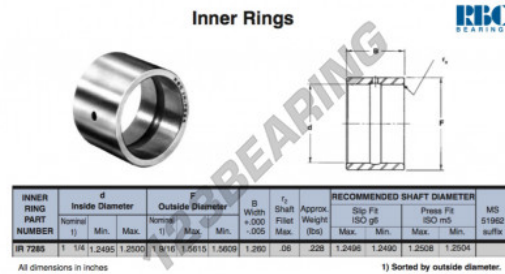 Inner Rings
RBC
BEARINGS
B
rₛ
d
F
123BEARING
INNER RING PART NUMBER
d Inside Diameter
F Outside Diameter
B Width +.000 -.005
r₂ Shaft Fillet Max.
Approx. Weight (lbs)
RECOMMENDED SHAFT DIAMETER
Slip Fit ISO g6
Press Fit ISO m5
MS 51962 suffix
Nominal 1) Min. Max. Nominal 1) Max. Min. Max. Min. Max. Min.
IR 7285 1 1/4 1.2495 1.2500 1 9/16 1.5615 1.5609 1.260 .06 .228 1.2496 1.2490 1.2508 1.2504
All dimensions in inches
1) Sorted by outside diameter.